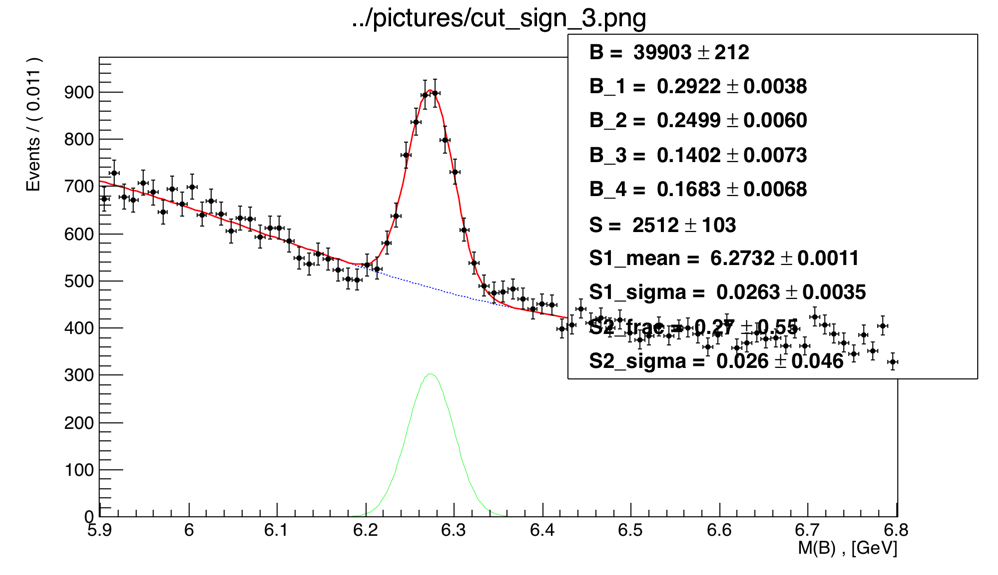 ../pictures/cut_sign_3.png
Events / ( 0.011 )
900
800
700
600
500
400
300
200
100
0
B = 39903 ± 212
B_1 = 0.2922 ± 0.0038
B_2 = 0.2499 ± 0.0060
B_3 = 0.1402 ± 0.0073
B_4 = 0.1683 ± 0.0068
S = 2512 ± 103
S1_mean = 6.2732 ± 0.0011
S1_sigma = 0.0263 ± 0.0035
S2_frac = 0.27 ± 0.55
S2_sigma = 0.026 ± 0.046
5.9 6 6.1 6.2 6.3 6.4 6.5 6.6 6.7 6.8
M(B) , [GeV]